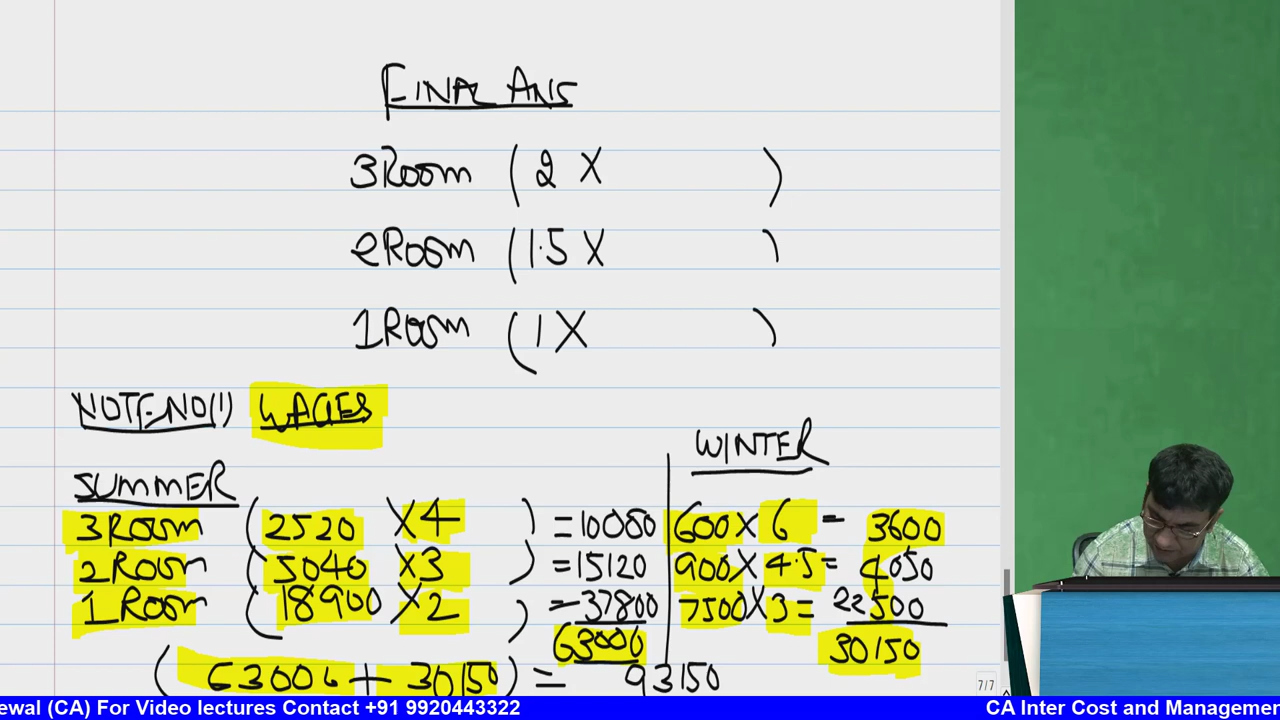 FINAL ANS
3Room (2 X )
2Room (1.5 X )
1Room (1 X )
NOTE-NO(1) WAGES
SUMMER
3Room (2520 X4 ) = 10080
2Room (5040 X3 ) = 15120
1Room (18900 X2 ) = 37800
63000
WINTER
600 X 6 = 3600
900 X 4.5 = 4050
7500 X 3 = 22500
30150
(63000 + 30150) = 93150
7/7
ewal (CA) For Video lectures Contact +91 9920443322
CA Inter Cost and Managemen